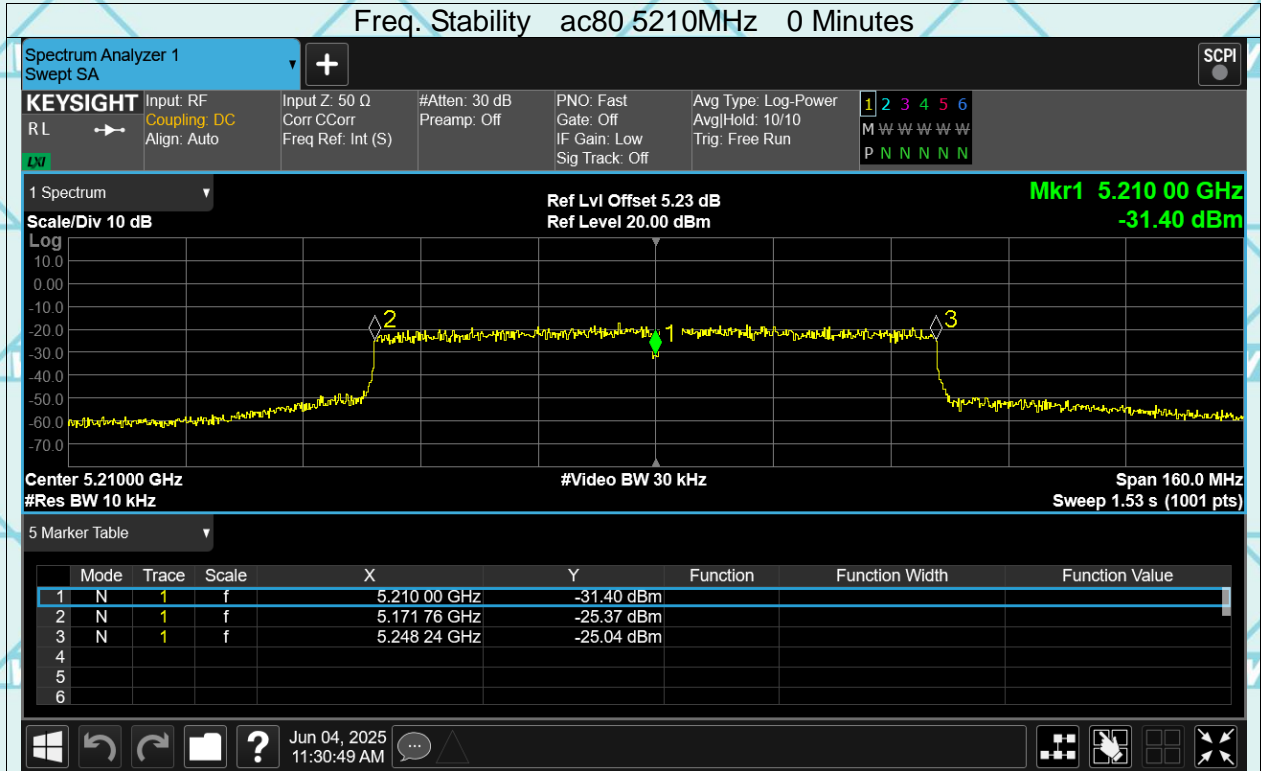 Freq. Stability ac80 5210MHz 0 Minutes
Spectrum Analyzer 1
Swept SA
SCPI
KEYSIGHT
RL
LXI
Input: RF
Coupling: DC
Align: Auto
Input Z: 50 Ω
Corr CCorr
Freq Ref: Int (S)
#Atten: 30 dB
Preamp: Off
PNO: Fast
Gate: Off
IF Gain: Low
Sig Track: Off
Avg Type: Log-Power
Avg|Hold: 10/10
Trig: Free Run
1 2 3 4 5 6
M W W W W W
P N N N N N
1 Spectrum
Scale/Div 10 dB
Ref Lvl Offset 5.23 dB
Ref Level 20.00 dBm
Mkr1 5.210 00 GHz
-31.40 dBm
Log
10.0
0.00
-10.0
-20.0
-30.0
-40.0
-50.0
-60.0
-70.0
2
1
3
Center 5.21000 GHz
#Res BW 10 kHz
#Video BW 30 kHz
Span 160.0 MHz
Sweep 1.53 s (1001 pts)
5 Marker Table
Mode Trace Scale X Y Function Function Width Function Value
1 N 1 f 5.210 00 GHz -31.40 dBm
2 N 1 f 5.171 76 GHz -25.37 dBm
3 N 1 f 5.248 24 GHz -25.04 dBm
4
5
6
?
Jun 04, 2025
11:30:49 AM